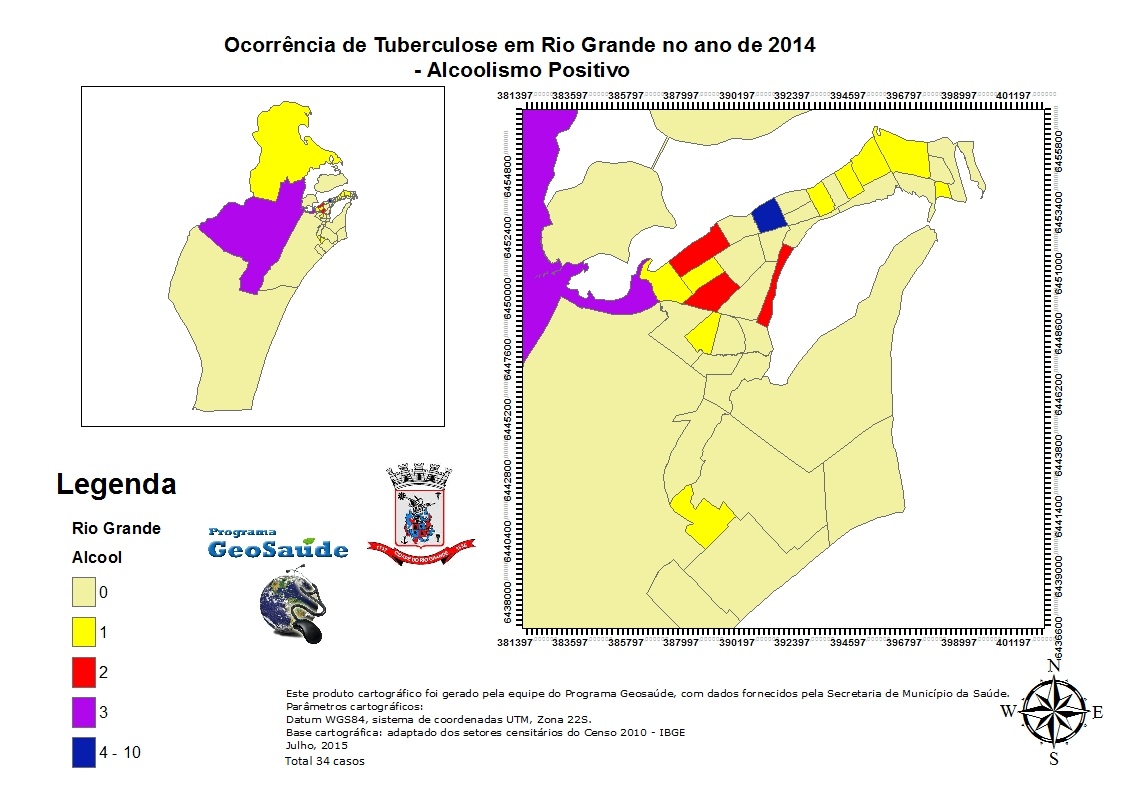 Ocorrência de Tuberculose em Rio Grande no ano de 2014
- Alcoolismo Positivo
381397 383597 385797 387997 390197 392397 394597 396797 398997 401197
6454800
6452400
6450000
6447600
6445200
6442800
6440400
6438000
6455800
6453400
6451000
6448600
6446200
6443800
6441400
6439000
6436600
381397 383597 385797 387997 390197 392397 394597 396797 398997 401197
Legenda
Rio Grande
Alcool
0
1
2
3
4 - 10
Programa
GeoSaúde
CIDADE DO RIO GRANDE
N
W E
S
Este produto cartográfico foi gerado pela equipe do Programa Geosaúde, com dados fornecidos pela Secretaria de Município da Saúde.
Parâmetros cartográficos:
Datum WGS84, sistema de coordenadas UTM, Zona 22S.
Base cartográfica: adaptado dos setores censitários do Censo 2010 - IBGE
Julho, 2015
Total 34 casos